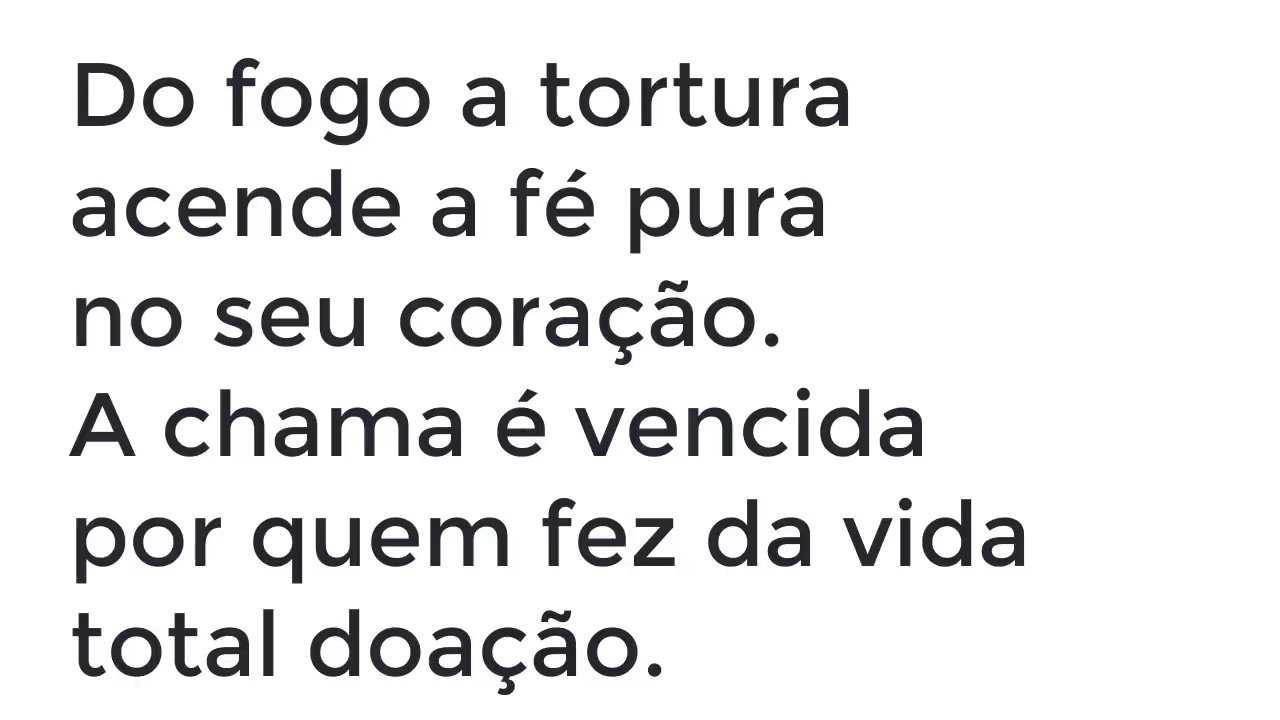 Do fogo a tortura
acende a fé pura
no seu coração.
A chama é vencida
por quem fez da vida
total doação.